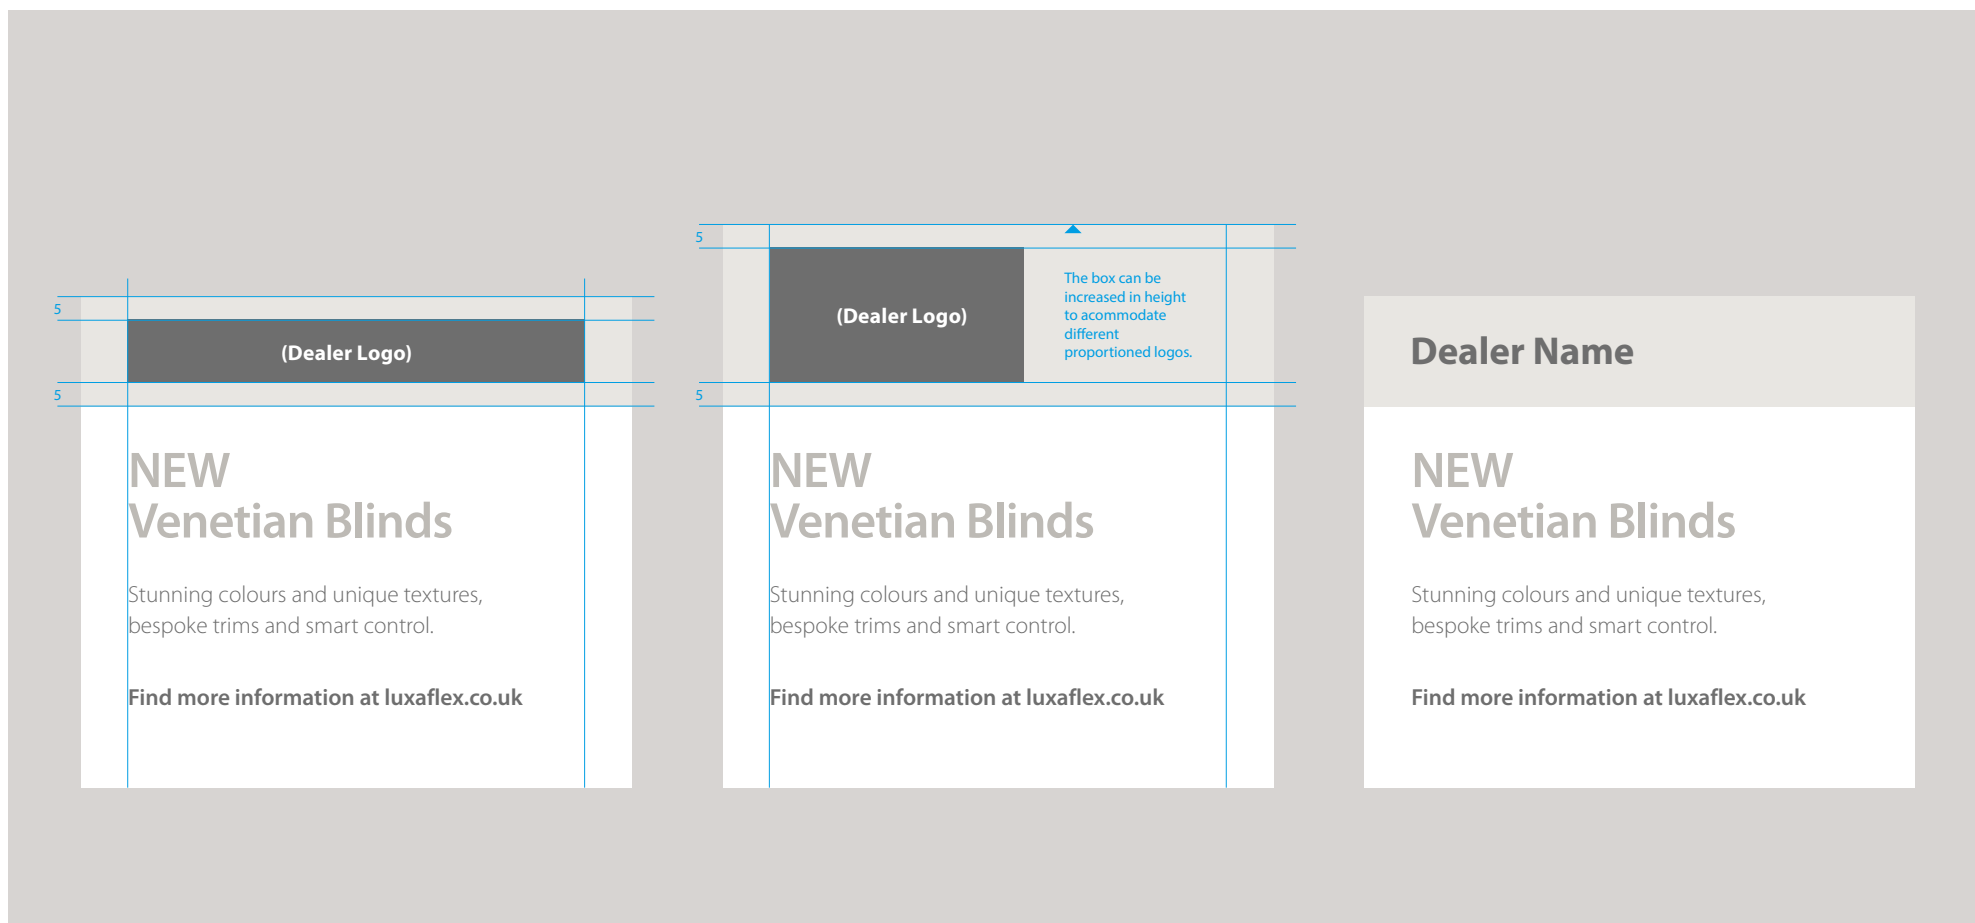 5
(Dealer Logo)
5
NEW
Venetian Blinds
Stunning colours and unique textures,
bespoke trims and smart control.
Find more information at luxaflex.co.uk
5
(Dealer Logo)
The box can be
increased in height
to acommodate
different
proportioned logos.
5
NEW
Venetian Blinds
Stunning colours and unique textures,
bespoke trims and smart control.
Find more information at luxaflex.co.uk
Dealer Name
NEW
Venetian Blinds
Stunning colours and unique textures,
bespoke trims and smart control.
Find more information at luxaflex.co.uk